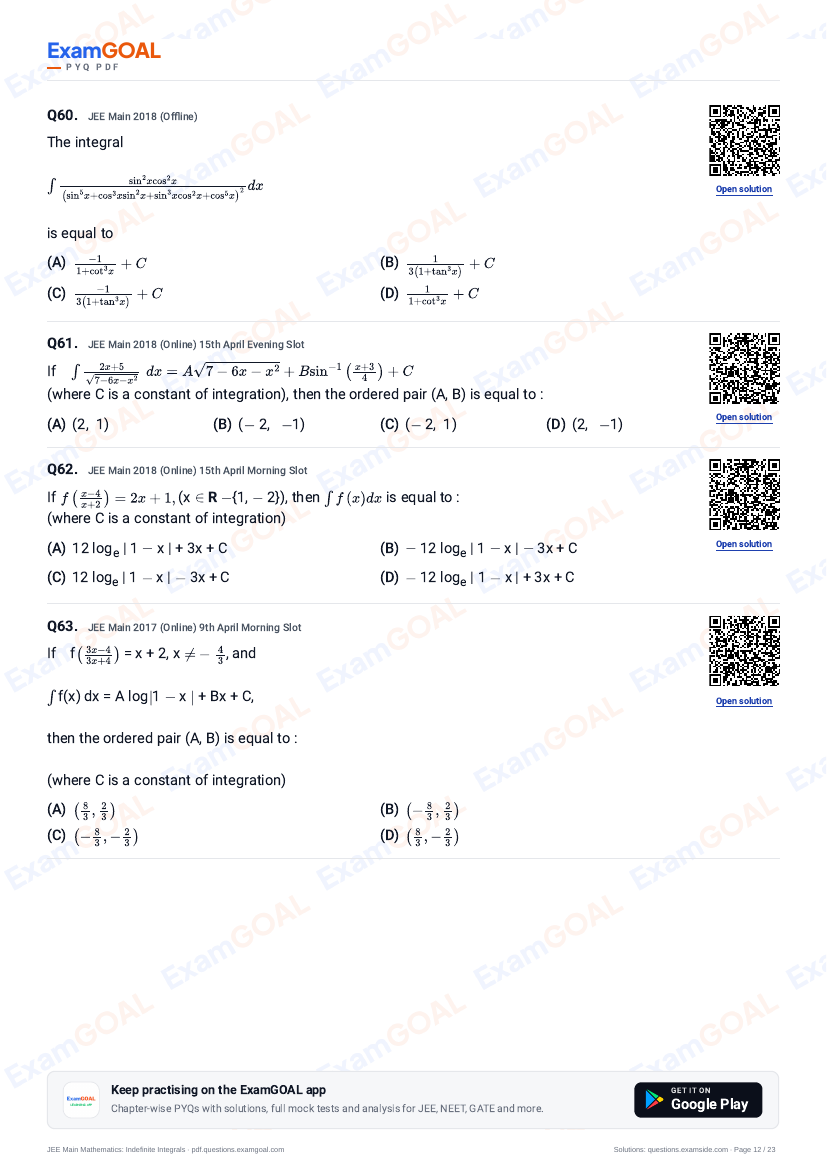 ExamGOAL
PYQ PDF
Q60. JEE Main 2018 (Offline)
The integral
∫ sin²xcos²x / (sin⁵x+cos³xsin²x+sin³xcos²x+cos⁵x)² dx
is equal to
(A) −1/(1+cot³x) + C
(B) 1/(3(1+tan³x)) + C
(C) −1/(3(1+tan³x)) + C
(D) 1/(1+cot³x) + C
Open solution
Q61. JEE Main 2018 (Online) 15th April Evening Slot
If ∫ (2x+5)/√(7−6x−x²) dx = A√(7 − 6x − x²) + B sin⁻¹ ((x+3)/4) + C
(where C is a constant of integration), then the ordered pair (A, B) is equal to :
(A) (2, 1) (B) (− 2, −1) (C) (− 2, 1) (D) (2, −1)
Open solution
Q62. JEE Main 2018 (Online) 15th April Morning Slot
If f((x−4)/(x+2)) = 2x + 1, (x ∈ R −{1, − 2}), then ∫ f (x)dx is equal to :
(where C is a constant of integration)
(A) 12 logₑ | 1 − x | + 3x + C
(B) − 12 logₑ | 1 − x | − 3x + C
(C) 12 logₑ | 1 − x | − 3x + C
(D) − 12 logₑ | 1 − x | + 3x + C
Open solution
Q63. JEE Main 2017 (Online) 9th April Morning Slot
If f((3x−4)/(3x+4)) = x + 2, x ≠ − 4/3, and
∫ f(x) dx = A log|1 − x | + Bx + C,
then the ordered pair (A, B) is equal to :
(where C is a constant of integration)
(A) (8/3, 2/3)
(B) (−8/3, 2/3)
(C) (−8/3, −2/3)
(D) (8/3, −2/3)
Open solution
ExamGOAL
Keep practising on the ExamGOAL app
Chapter-wise PYQs with solutions, full mock tests and analysis for JEE, NEET, GATE and more.
GET IT ON
Google Play
JEE Main Mathematics: Indefinite Integrals · pdf.questions.examgoal.com
Solutions: questions.examside.com · Page 12 / 23